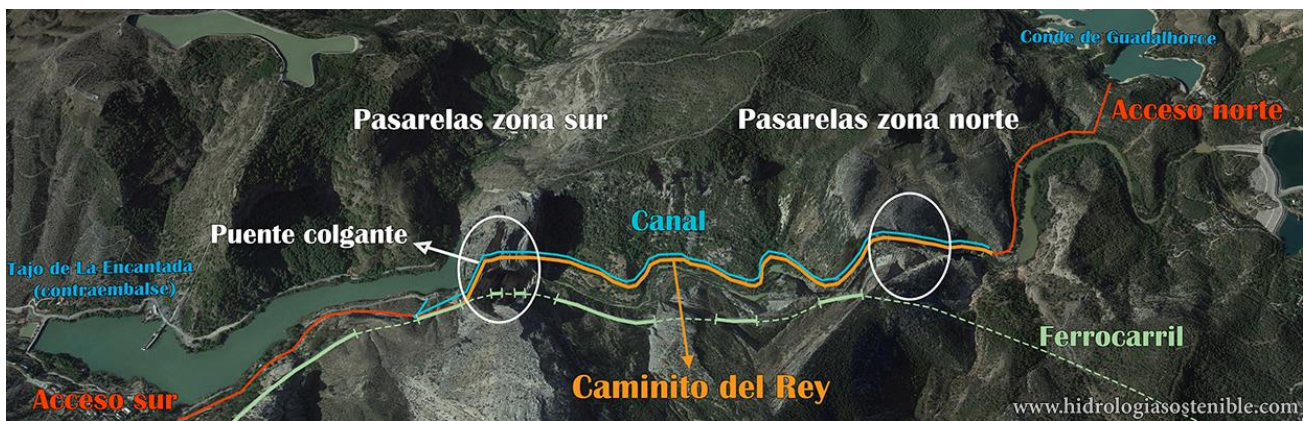 Conde de Guadalhorce
Acceso norte
Pasarelas zona sur
Pasarelas zona norte
Canal
Puente colgante
Tajo de La Encantada
(contraembalse)
Ferrocarril
Caminito del Rey
Acceso sur
www.hidrologiasostenible.com